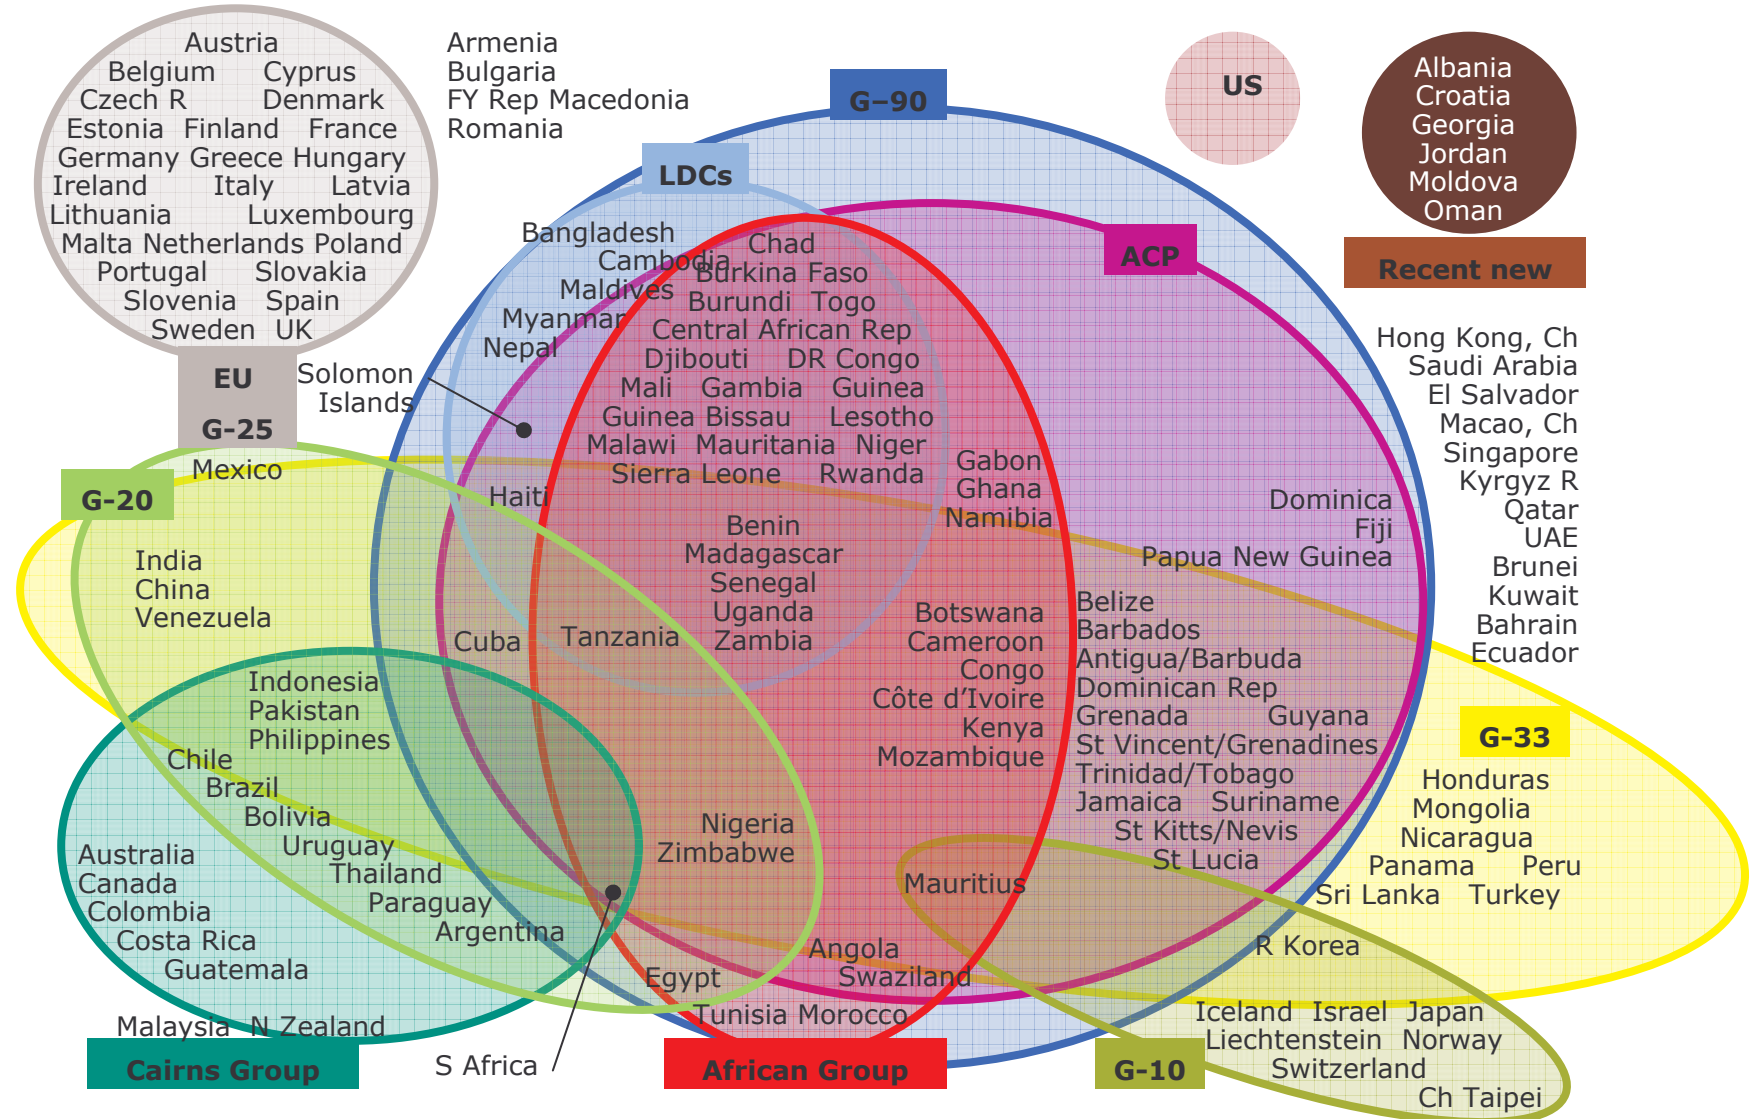 Austria
Belgium Cyprus
Czech R Denmark
Estonia Finland France
Germany Greece Hungary
Ireland Italy Latvia
Lithuania Luxembourg
Malta Netherlands Poland
Portugal Slovakia
Slovenia Spain
Sweden UK
EU
G-25
Armenia
Bulgaria
FY Rep Macedonia
Romania
G–90
US
Albania
Croatia
Georgia
Jordan
Moldova
Oman
Recent new
LDCs
ACP
Bangladesh
Cambodia
Maldives
Myanmar
Nepal
Solomon
Islands
Chad
Burkina Faso
Burundi Togo
Central African Rep
Djibouti DR Congo
Mali Gambia Guinea
Guinea Bissau Lesotho
Malawi Mauritania Niger
Sierra Leone Rwanda
Gabon
Ghana
Namibia
Haiti
Benin
Madagascar
Senegal
Uganda
Zambia
Cuba
Tanzania
Botswana
Cameroon
Congo
Côte d’Ivoire
Kenya
Mozambique
Dominica
Fiji
Papua New Guinea
Belize
Barbados
Antigua/Barbuda
Dominican Rep
Grenada Guyana
St Vincent/Grenadines
Trinidad/Tobago
Jamaica Suriname
St Kitts/Nevis
St Lucia
Hong Kong, Ch
Saudi Arabia
El Salvador
Macao, Ch
Singapore
Kyrgyz R
Qatar
UAE
Brunei
Kuwait
Bahrain
Ecuador
G-20
Mexico
India
China
Venezuela
Indonesia
Pakistan
Philippines
Chile
Brazil
Bolivia
Uruguay
Thailand
Paraguay
Argentina
Australia
Canada
Colombia
Costa Rica
Guatemala
Malaysia N Zealand
Cairns Group
S Africa
Nigeria
Zimbabwe
Mauritius
Angola
Swaziland
Egypt
Tunisia Morocco
African Group
G-33
Honduras
Mongolia
Nicaragua
Panama Peru
Sri Lanka Turkey
R Korea
Iceland Israel Japan
Liechtenstein Norway
Switzerland
Ch Taipei
G-10